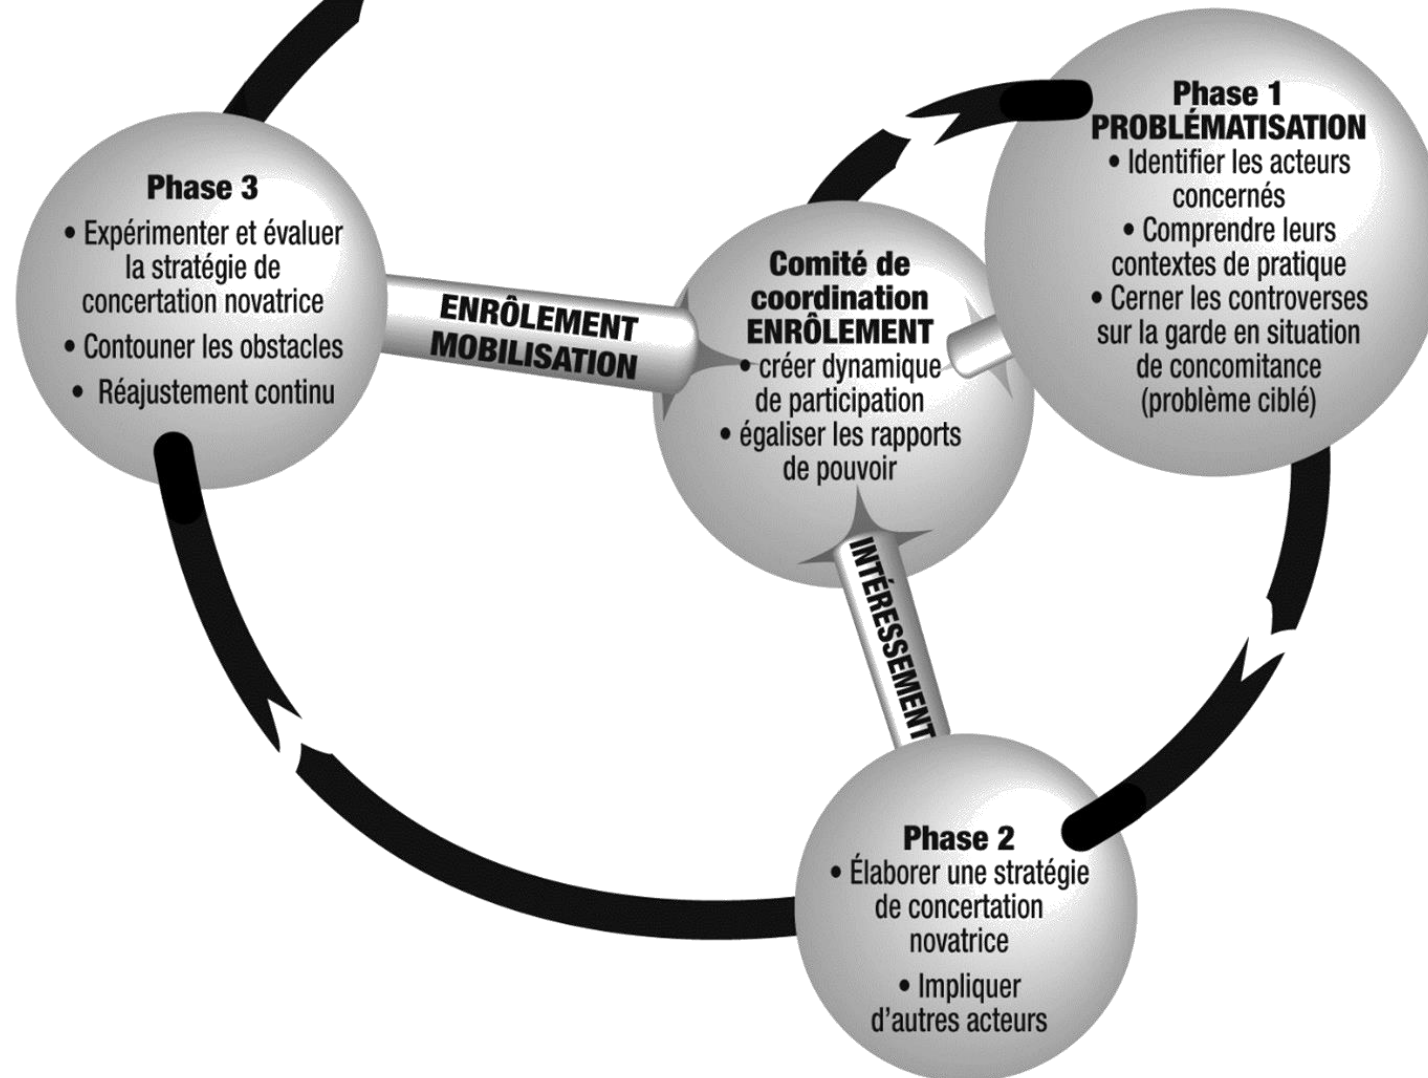 Phase 1
PROBLÉMATISATION
• Identifier les acteurs
concernés
• Comprendre leurs
contextes de pratique
• Cerner les controverses
sur la garde en situation
de concomitance
(problème ciblé)
Comité de
coordination
ENRÔLEMENT
• créer dynamique
de participation
• égaliser les rapports
de pouvoir
Phase 3
• Expérimenter et évaluer
la stratégie de
concertation novatrice
• Contouner les obstacles
• Réajustement continu
ENRÔLEMENT
MOBILISATION
INTÉRESSEMENT
Phase 2
• Élaborer une stratégie
de concertation
novatrice
• Impliquer
d'autres acteurs